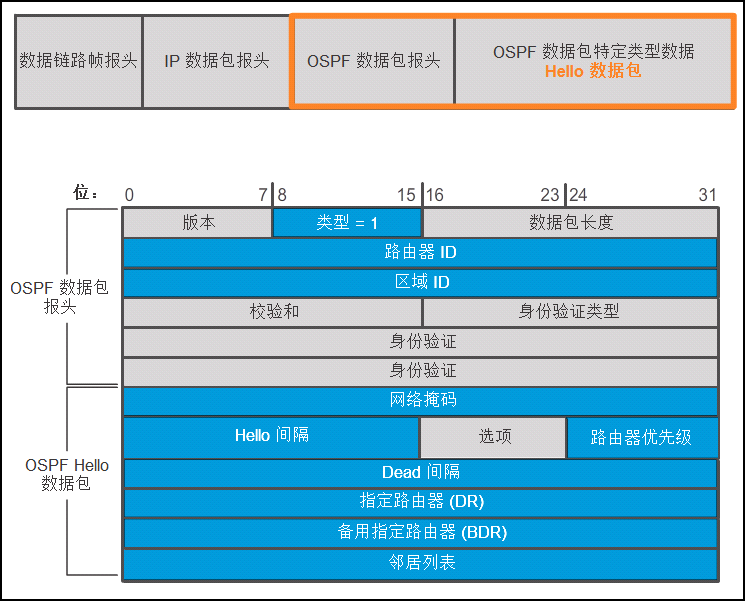 数据链路帧报头
IP 数据包报头
OSPF 数据包报头
OSPF 数据包特定类型数据
Hello 数据包
位：
0
7
8
15
16
23
24
31
版本
类型 = 1
数据包长度
路由器 ID
区域 ID
OSPF 数据包
报头
校验和
身份验证类型
身份验证
身份验证
网络掩码
Hello 间隔
选项
路由器优先级
OSPF Hello
数据包
Dead 间隔
指定路由器 (DR)
备用指定路由器 (BDR)
邻居列表